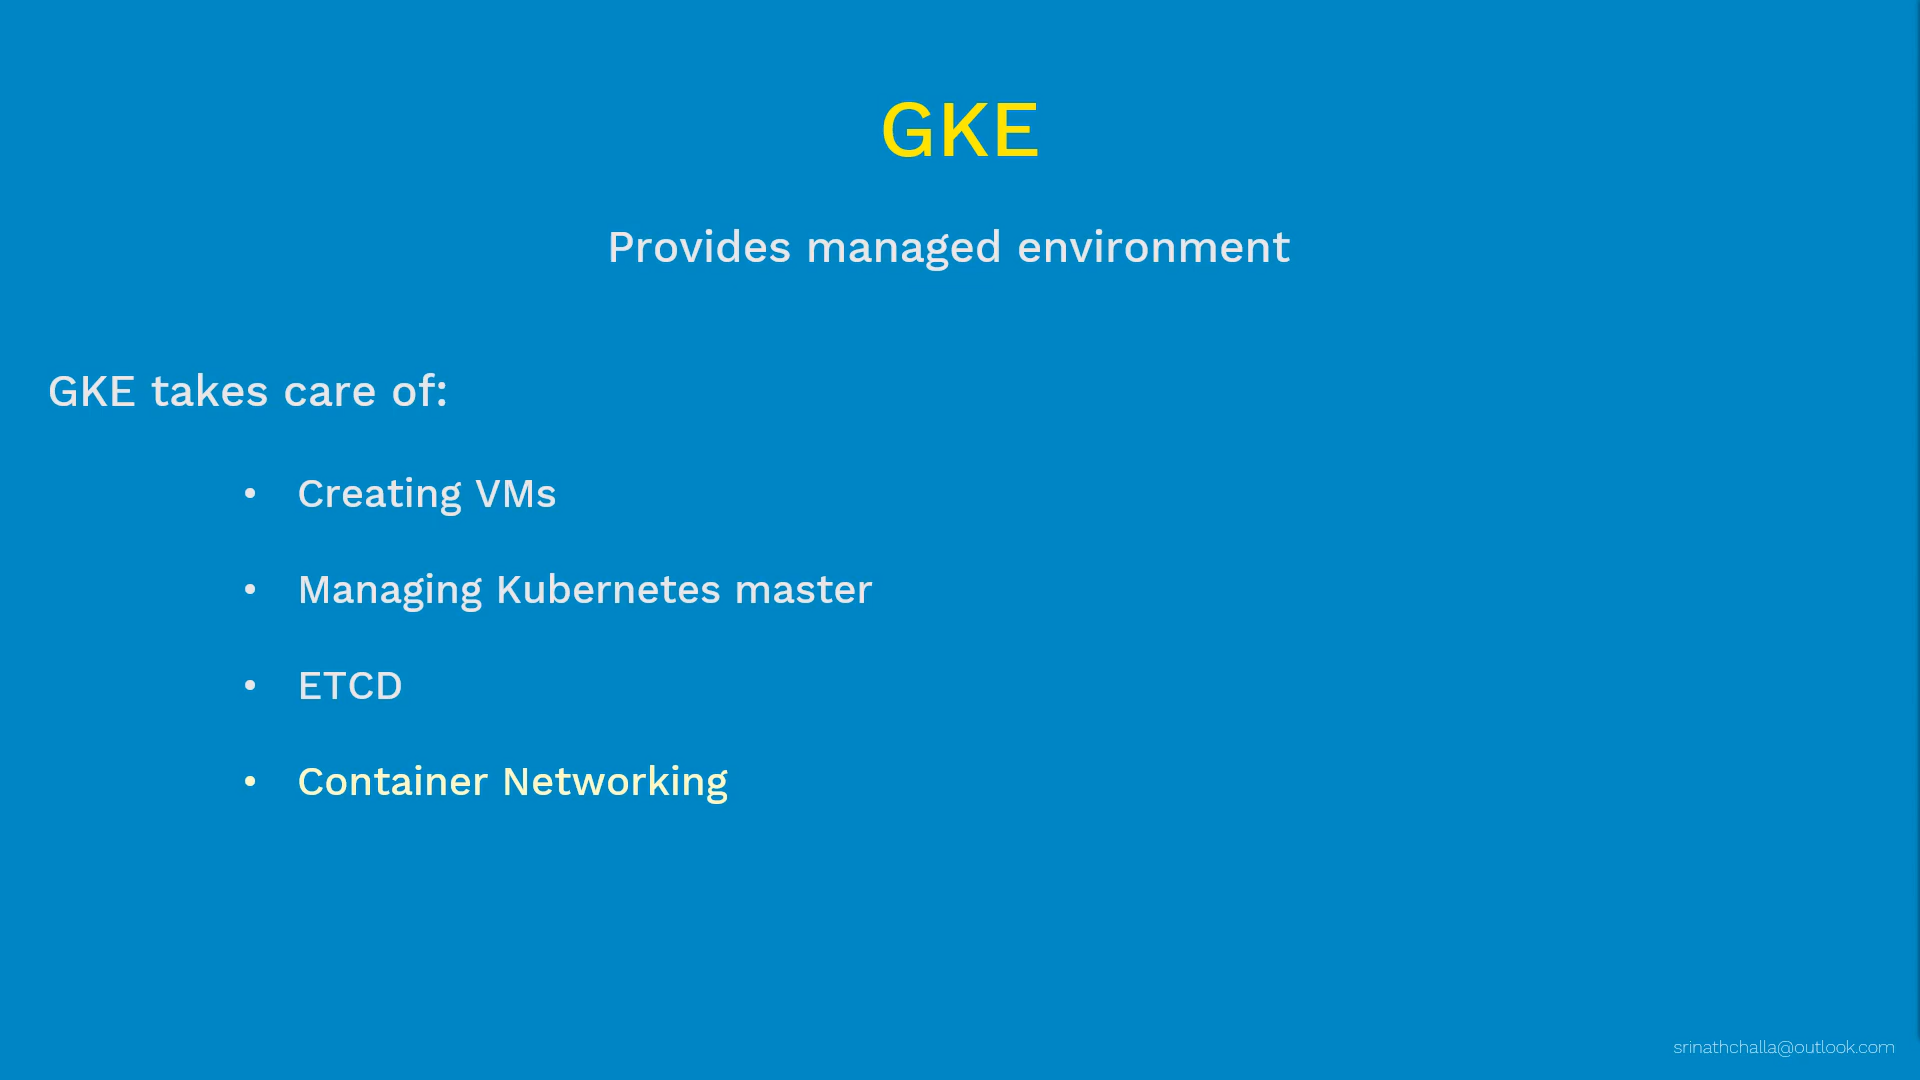 GKE
Provides managed environment
GKE takes care of:
• Creating VMs
• Managing Kubernetes master
• ETCD
• Container Networking
srinathchalla@outlook.com